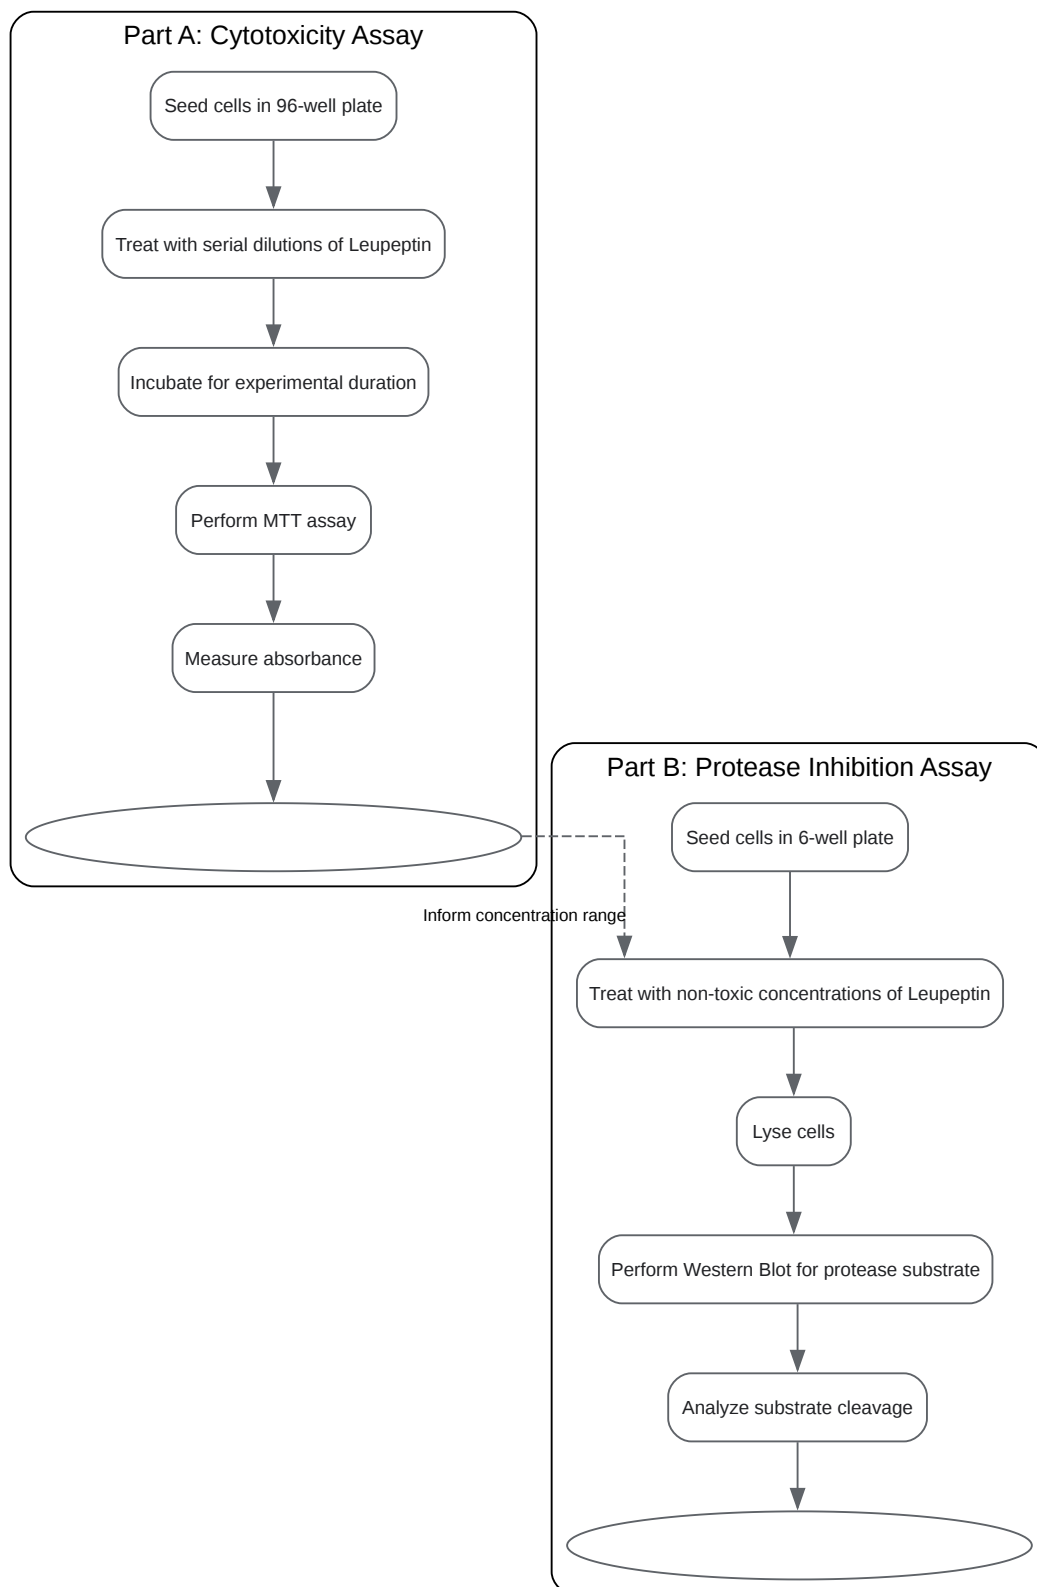 Part A: Cytotoxicity Assay
Seed cells in 96-well plate
Treat with serial dilutions of Leupeptin
Incubate for experimental duration
Perform MTT assay
Measure absorbance
Part B: Protease Inhibition Assay
Seed cells in 6-well plate
Inform concentration range
Treat with non-toxic concentrations of Leupeptin
Lyse cells
Perform Western Blot for protease substrate
Analyze substrate cleavage